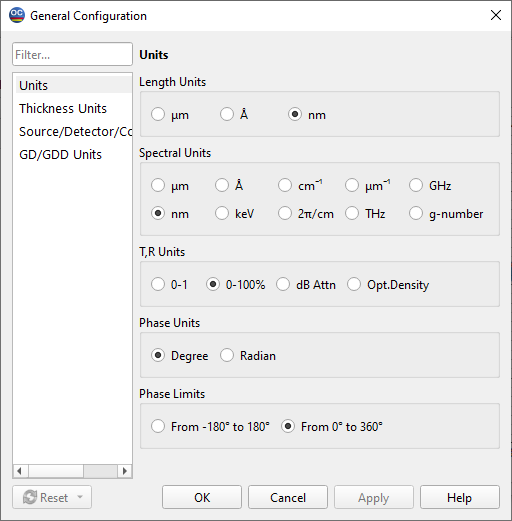 OC General Configuration
Filter...
Units
Thickness Units
Source/Detector/Co
GD/GDD Units
Units
Length Units
μm Å nm
Spectral Units
μm Å cm⁻¹ μm⁻¹ GHz
nm keV 2π/cm THz g-number
T,R Units
0-1 0-100% dB Attn Opt.Density
Phase Units
Degree Radian
Phase Limits
From -180° to 180° From 0° to 360°
Reset OK Cancel Apply Help